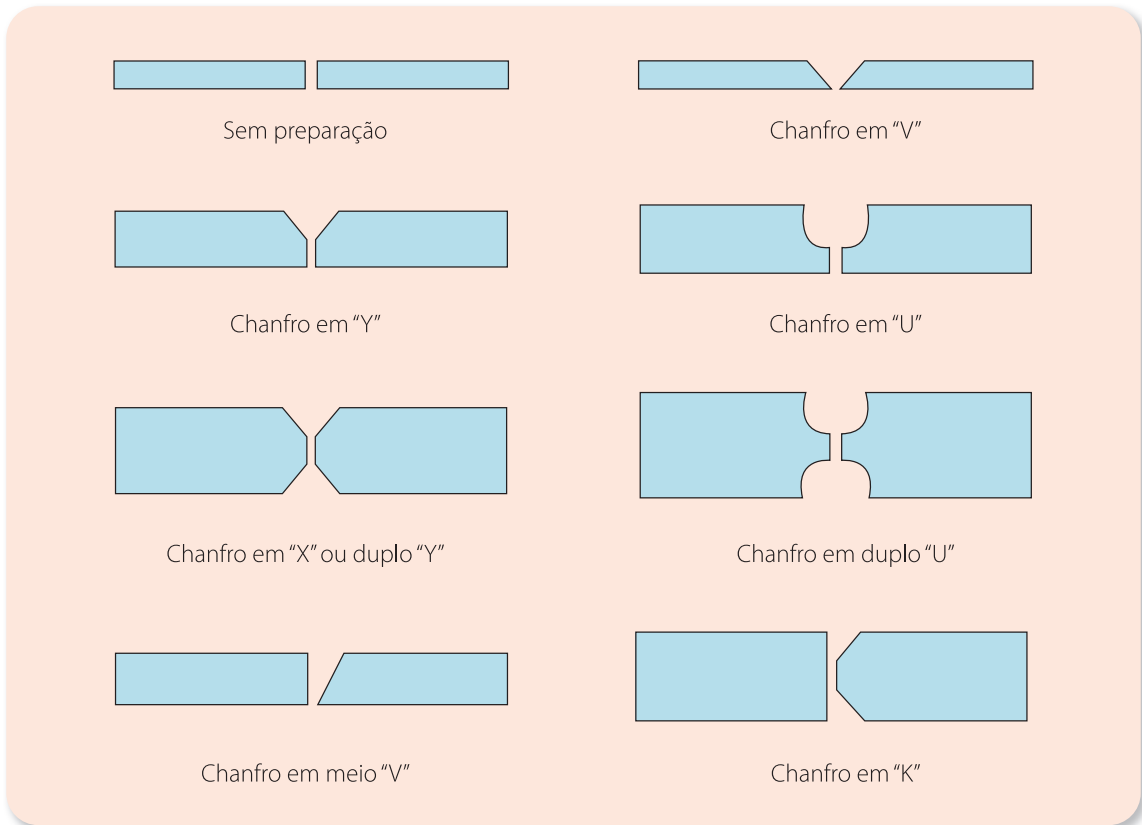 Sem preparação
Chanfro em “V”
Chanfro em “Y”
Chanfro em “U”
Chanfro em “X” ou duplo “Y”
Chanfro em duplo “U”
Chanfro em meio “V”
Chanfro em “K”